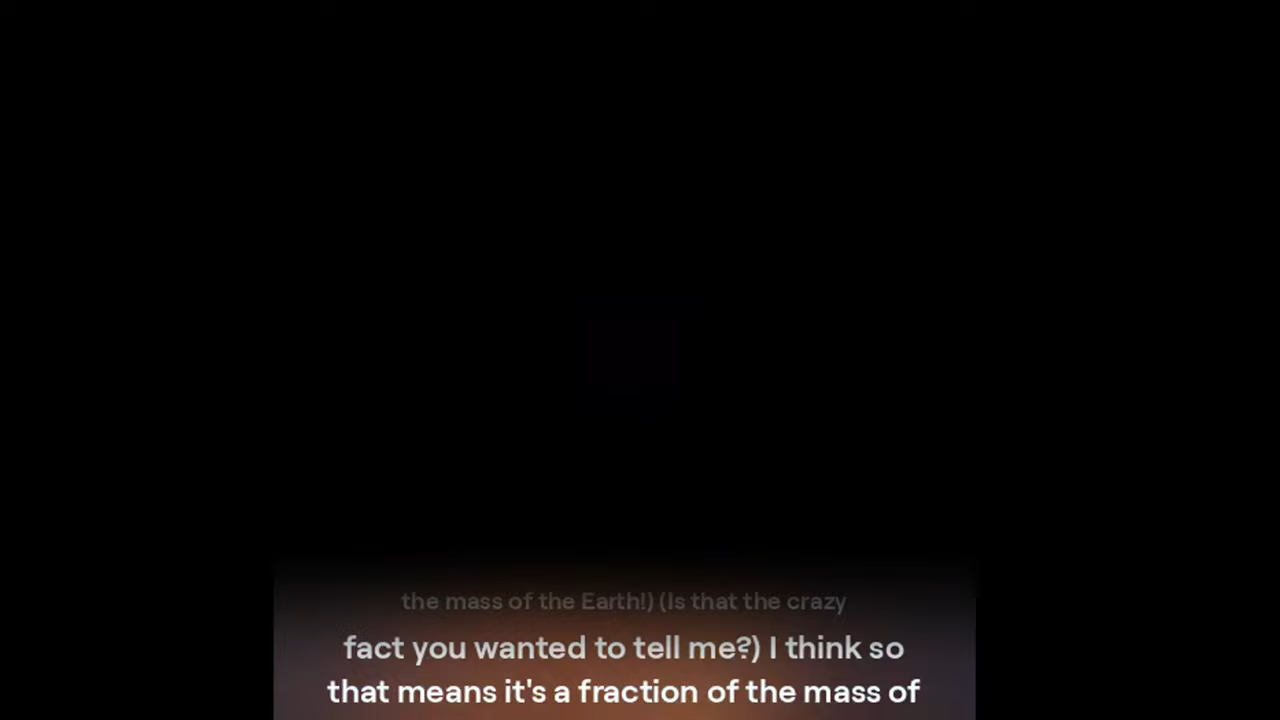 the mass of the Earth!) (Is that the crazy
fact you wanted to tell me?) I think so
that means it's a fraction of the mass of